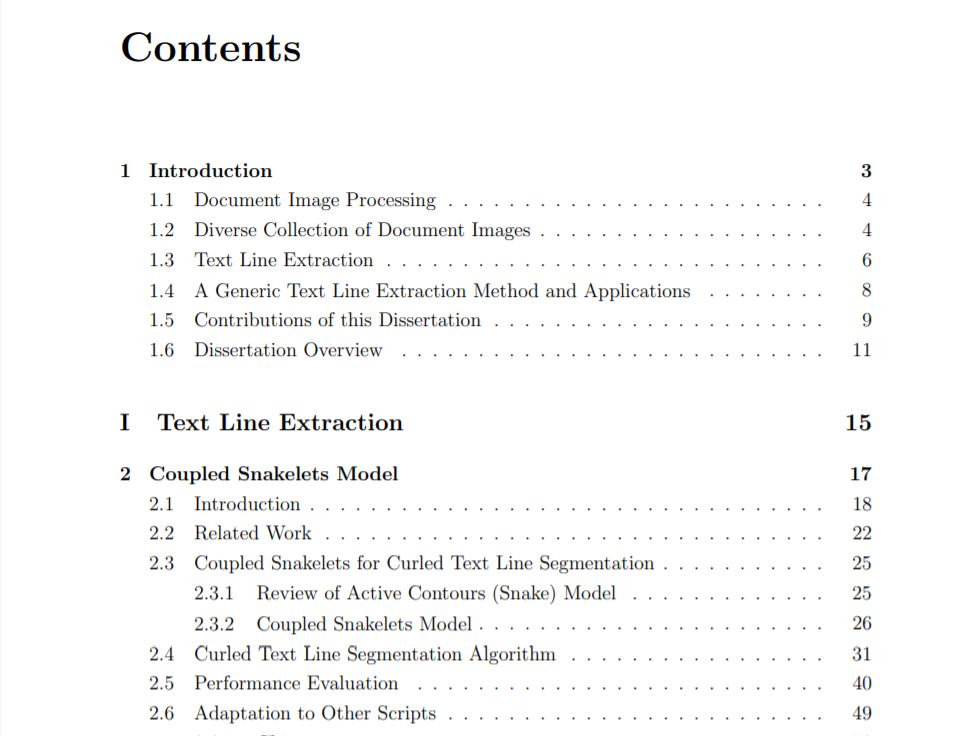 Contents
1 Introduction 3
1.1 Document Image Processing . . . . . . . . . . . . . . . . . . . . . . . . . 4
1.2 Diverse Collection of Document Images . . . . . . . . . . . . . . . . . . . 4
1.3 Text Line Extraction . . . . . . . . . . . . . . . . . . . . . . . . . . . . . 6
1.4 A Generic Text Line Extraction Method and Applications . . . . . . . . 8
1.5 Contributions of this Dissertation . . . . . . . . . . . . . . . . . . . . . . 9
1.6 Dissertation Overview . . . . . . . . . . . . . . . . . . . . . . . . . . . . 11
I Text Line Extraction 15
2 Coupled Snakelets Model 17
2.1 Introduction . . . . . . . . . . . . . . . . . . . . . . . . . . . . . . . . . . 18
2.2 Related Work . . . . . . . . . . . . . . . . . . . . . . . . . . . . . . . . . 22
2.3 Coupled Snakelets for Curled Text Line Segmentation . . . . . . . . . . . 25
2.3.1 Review of Active Contours (Snake) Model . . . . . . . . . . . . . 25
2.3.2 Coupled Snakelets Model . . . . . . . . . . . . . . . . . . . . . . . 26
2.4 Curled Text Line Segmentation Algorithm . . . . . . . . . . . . . . . . . 31
2.5 Performance Evaluation . . . . . . . . . . . . . . . . . . . . . . . . . . . 40
2.6 Adaptation to Other Scripts . . . . . . . . . . . . . . . . . . . . . . . . . 49